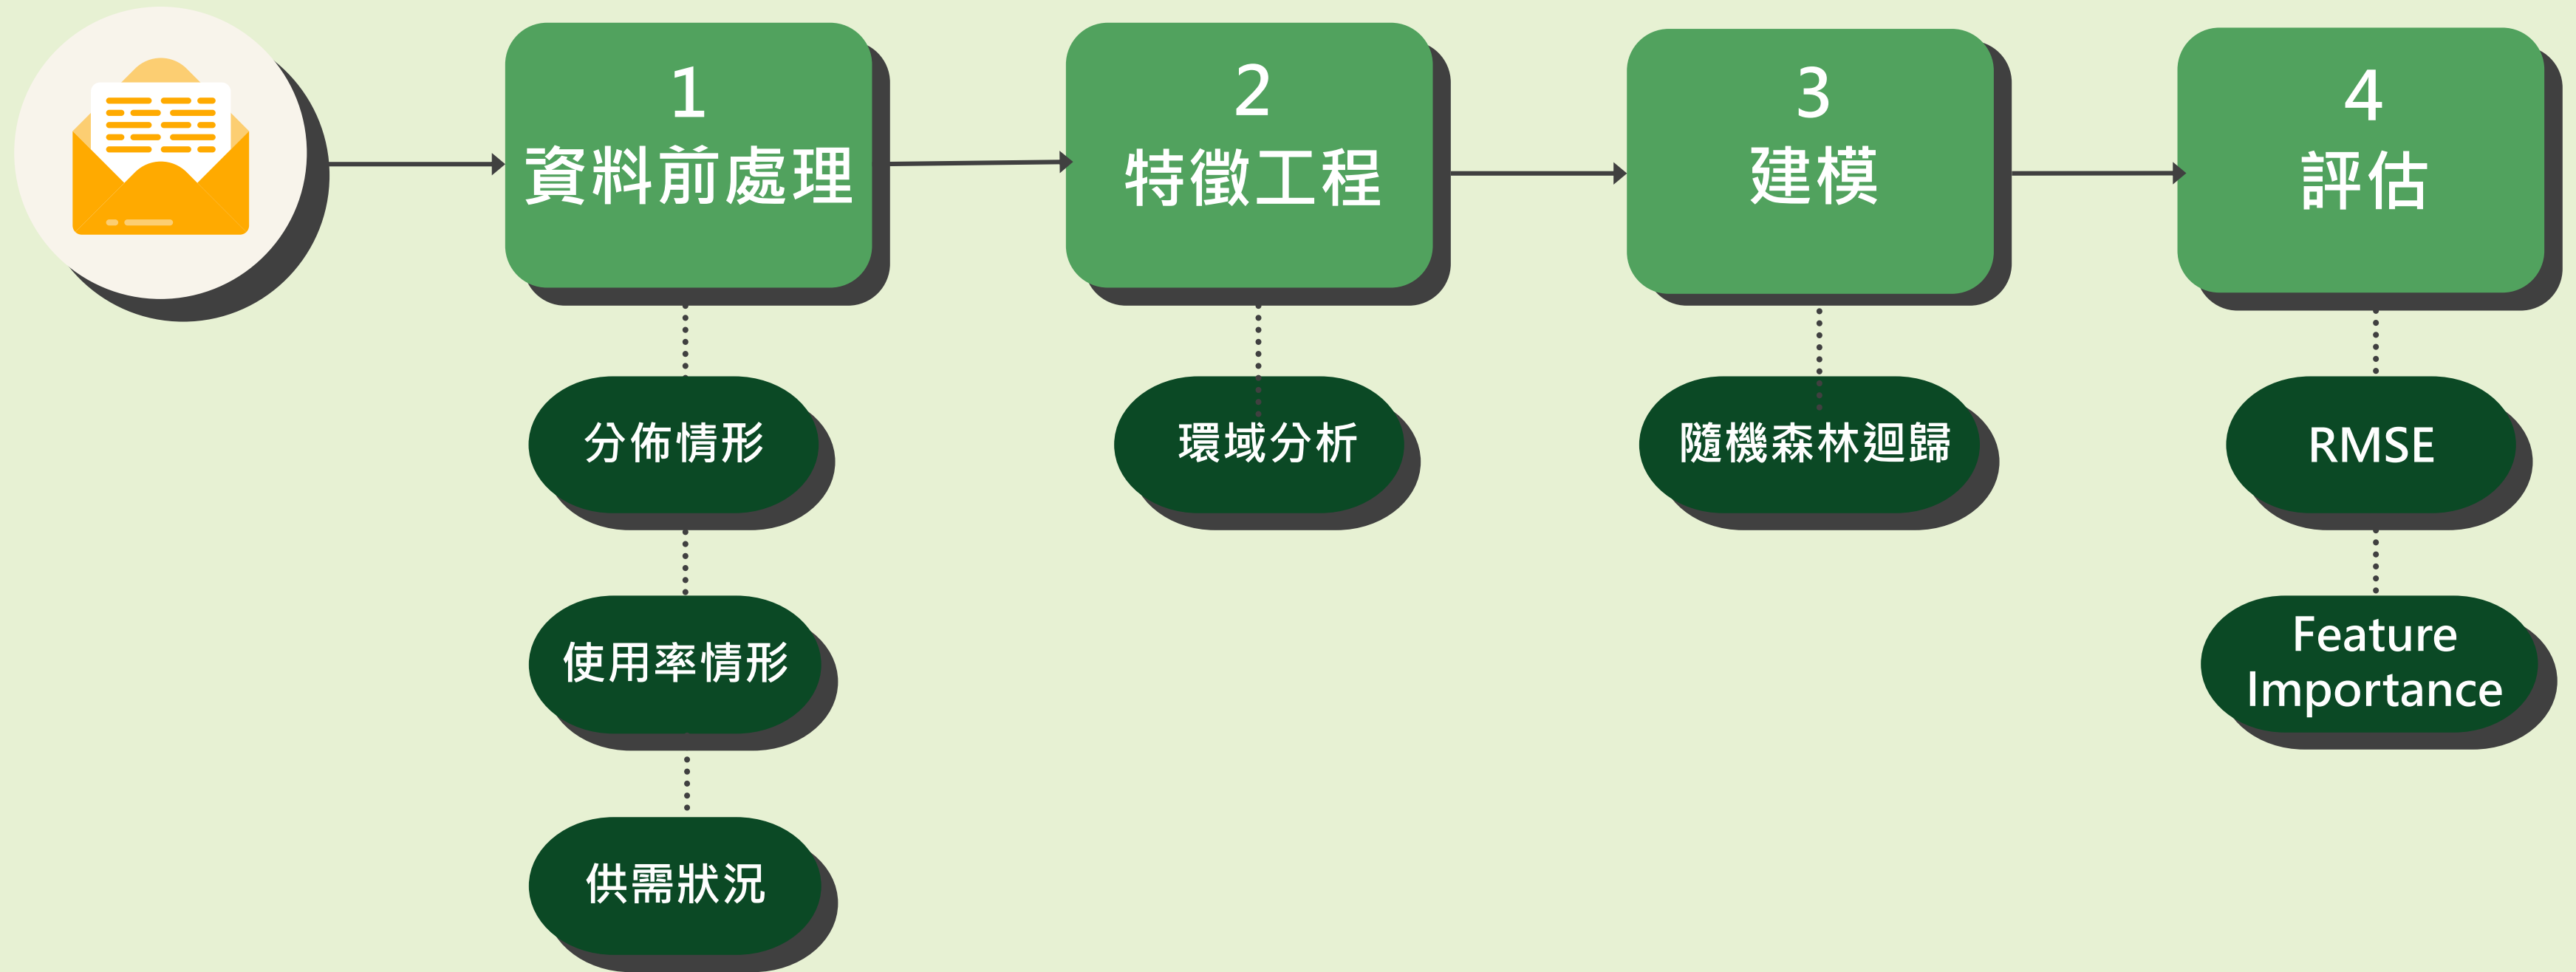 1
資料前處理
2
特徵工程
3
建模
4
評估
分佈情形
使用率情形
供需狀況
環域分析
隨機森林迴歸
RMSE
Feature
Importance